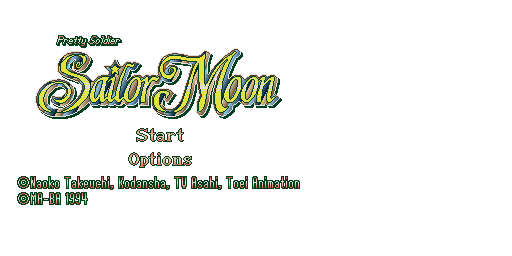 Pretty Soldier
Sailor Moon
Start
Options
©Naoko Takeuchi, Kodansha, TV Asahi, Toei Animation
©MA-BA 1994